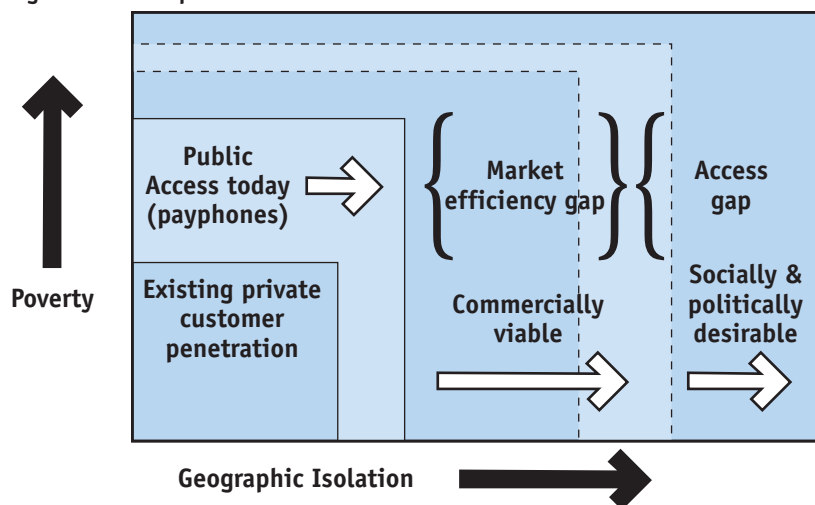 Public
Access today
(payphones)
Market
efficiency gap
Access
gap
Poverty
Existing private
customer
penetration
Commercially
viable
Socially &
politically
desirable
Geographic Isolation